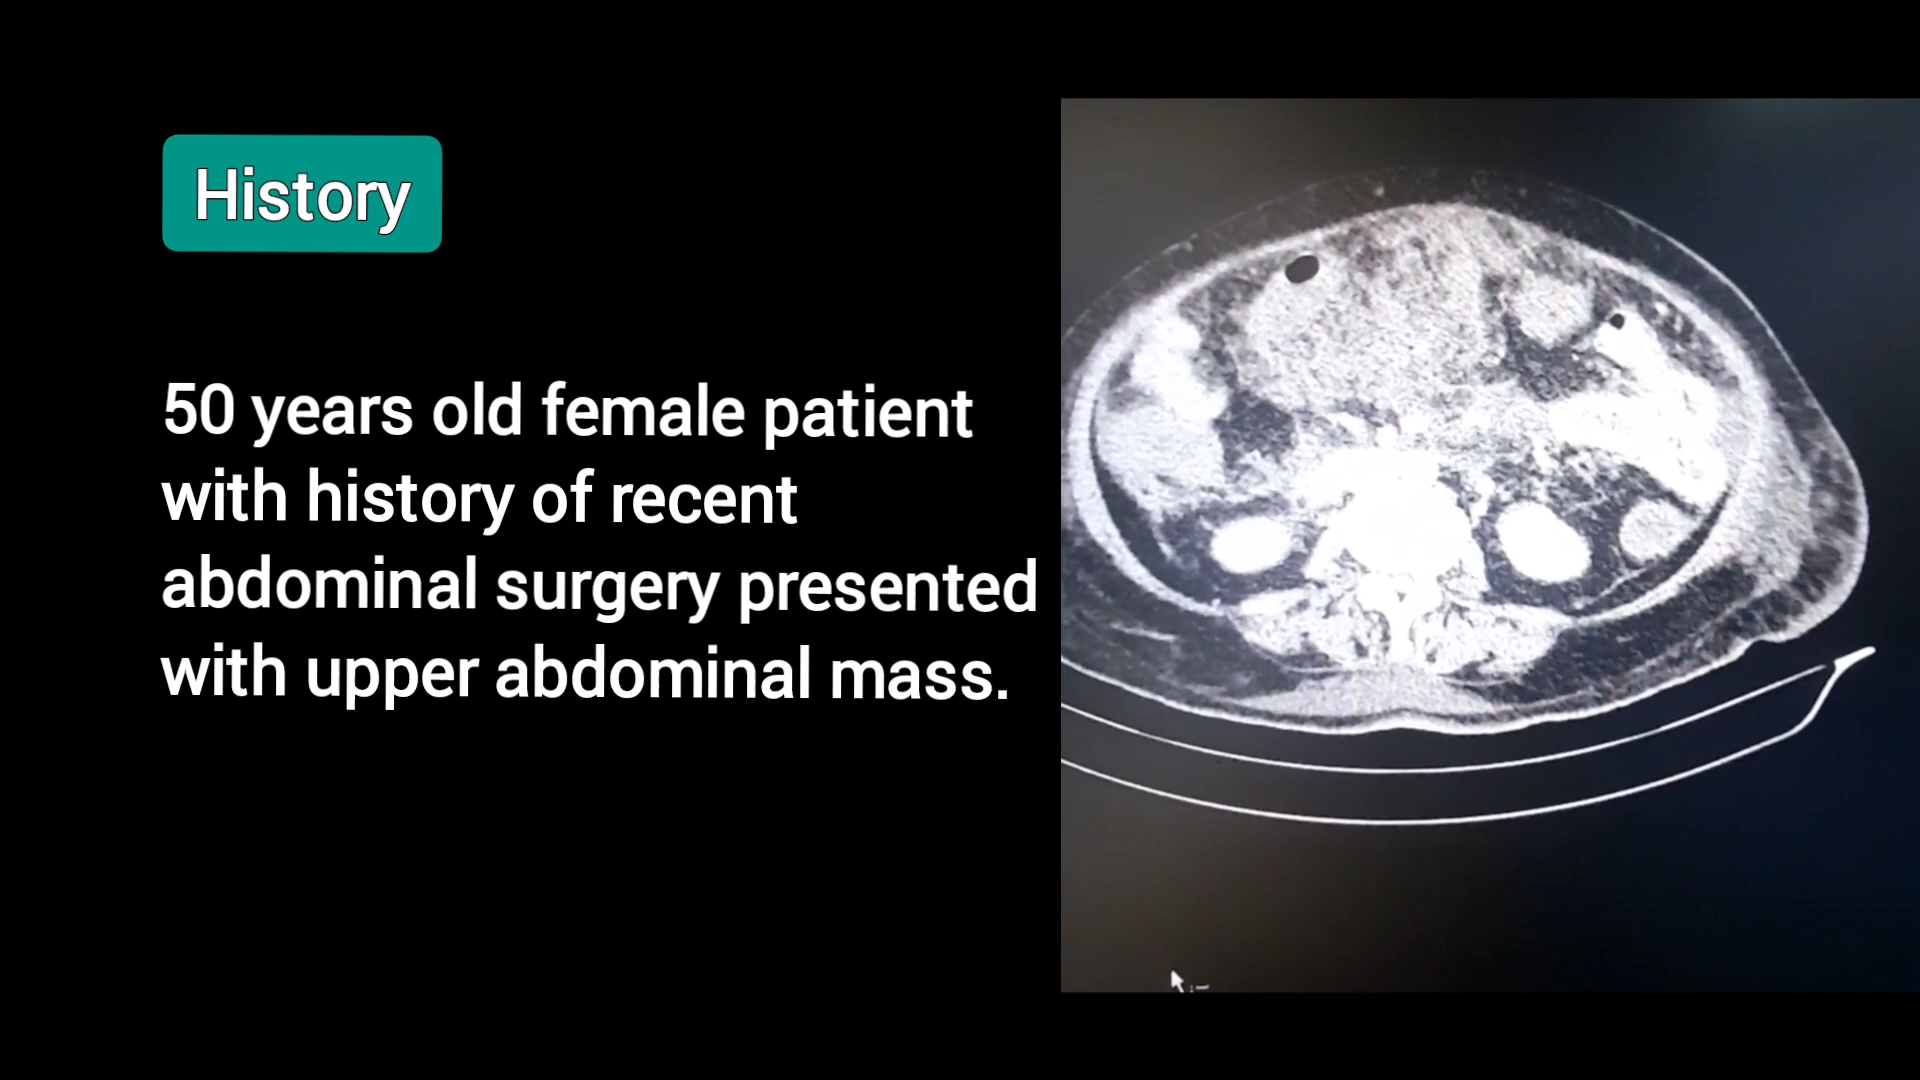 History
50 years old female patient
with history of recent
abdominal surgery presented
with upper abdominal mass.